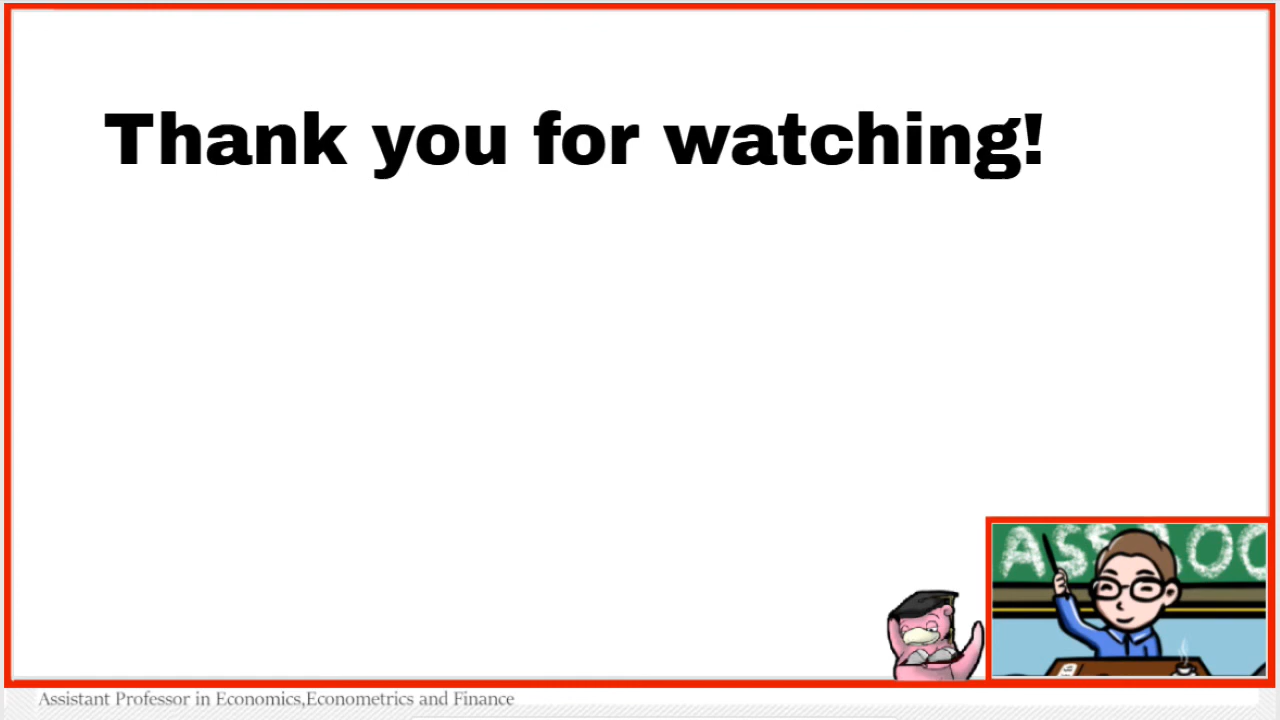 Thank you for watching!
Assistant Professor in Economics,Econometrics and Finance